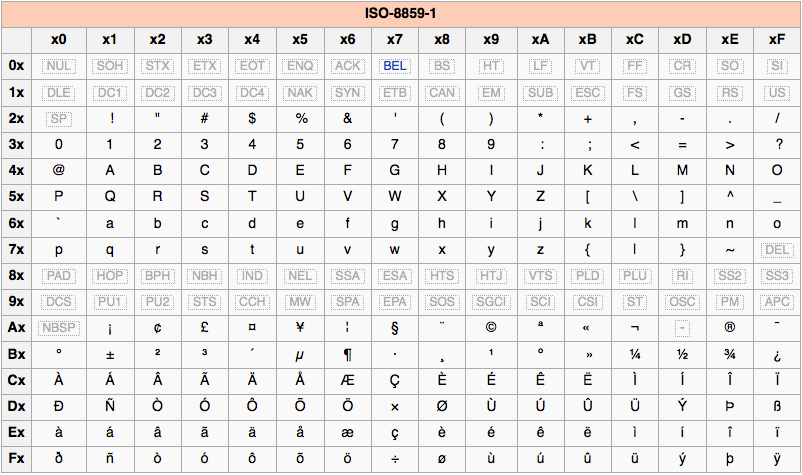 ISO-8859-1
x0 x1 x2 x3 x4 x5 x6 x7 x8 x9 xA xB xC xD xE xF
0x NUL SOH STX ETX EOT ENQ ACK BEL BS HT LF VT FF CR SO SI
1x DLE DC1 DC2 DC3 DC4 NAK SYN ETB CAN EM SUB ESC FS GS RS US
2x SP ! " # $ % & ' ( ) * + , - . /
3x 0 1 2 3 4 5 6 7 8 9 : ; < = > ?
4x @ A B C D E F G H I J K L M N O
5x P Q R S T U V W X Y Z [ \ ] ^ _
6x ` a b c d e f g h i j k l m n o
7x p q r s t u v w x y z { | } ~ DEL
8x PAD HOP BPH NBH IND NEL SSA ESA HTS HTJ VTS PLD PLU RI SS2 SS3
9x DCS PU1 PU2 STS CCH MW SPA EPA SOS SGCI SCI CSI ST OSC PM APC
Ax NBSP ¡ ¢ £ ¤ ¥ ¦ § ¨ © ª « ¬ - ® ¯
Bx ° ± ² ³ ´ µ ¶ · ¸ ¹ º » ¼ ½ ¾ ¿
Cx À Á Â Ã Ä Å Æ Ç È É Ê Ë Ì Í Î Ï
Dx Ð Ñ Ò Ó Ô Õ Ö × Ø Ù Ú Û Ü Ý Þ ß
Ex à á â ã ä å æ ç è é ê ë ì í î ï
Fx ð ñ ò ó ô õ ö ÷ ø ù ú û ü ý þ ÿ